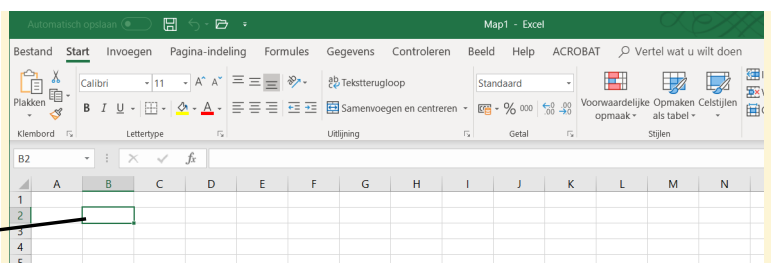 Automatisch opslaan Map1 - Excel
Bestand Start Invoegen Pagina-indeling Formules Gegevens Controleren Beeld Help ACROBAT Vertel wat u wilt doen
Calibri 11 A^ A˅ Tekstterugloop Standaard
Plakken B I U A Samenvoegen en centreren % 000 Voorwaardelijke opmaak Opmaken als tabel Celstijlen
Klembord Lettertype Uitlijning Getal Stijlen
B2 fx
A B C D E F G H I J K L M N
1
2
3
4
5